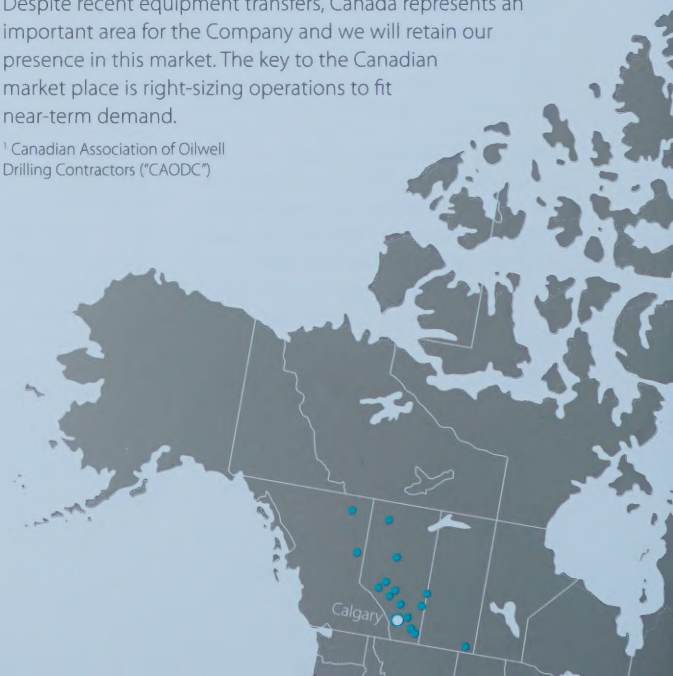 Despite recent equipment transfers, Canada represents an
important area for the Company and we will retain our
presence in this market. The key to the Canadian
market place is right-sizing operations to fit
near-term demand.
¹ Canadian Association of Oilwell
Drilling Contractors (“CAODC”)
Calgary